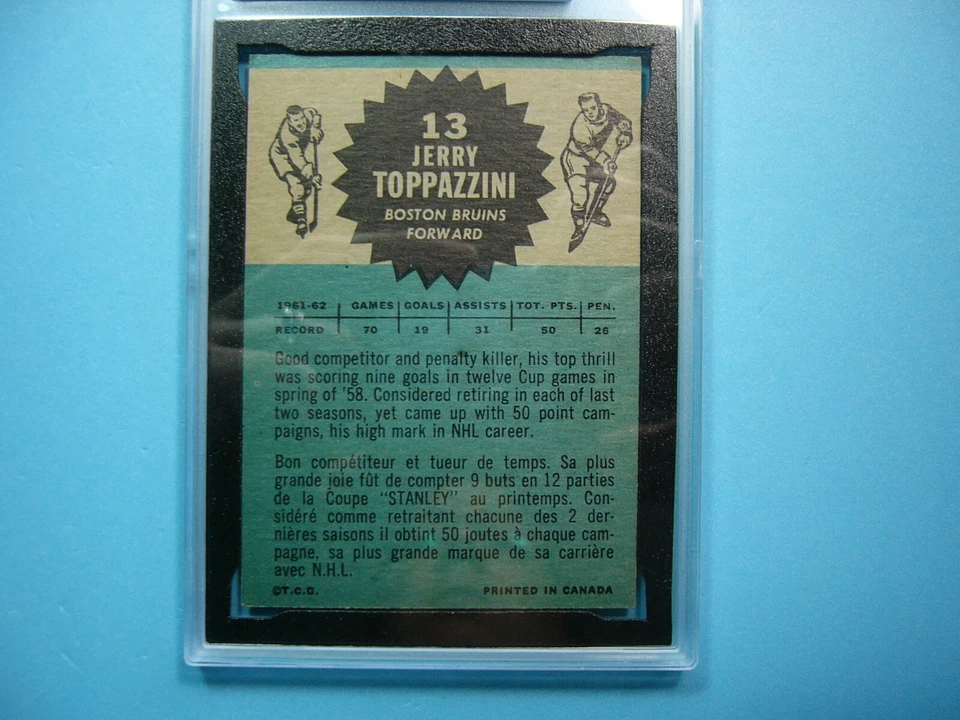 13
JERRY
TOPPAZZINI
BOSTON BRUINS
FORWARD
1961-62 GAMES GOALS ASSISTS TOT. PTS. PEN.
RECORD 70 19 31 50 26
Good competitor and penalty killer, his top thrill
was scoring nine goals in twelve Cup games in
spring of '58. Considered retiring in each of last
two seasons, yet came up with 50 point cam-
paigns, his high mark in NHL career.
Bon compétiteur et tueur de temps. Sa plus
grande joie fût de compter 9 buts en 12 parties
de la Coupe "STANLEY" au printemps. Con-
sidéré comme retraitant chacune des 2 der-
nières saisons il obtint 50 joutes à chaque cam-
pagne, sa plus grande marque de sa carrière
avec N.H.L.
©T.C.G. PRINTED IN CANADA